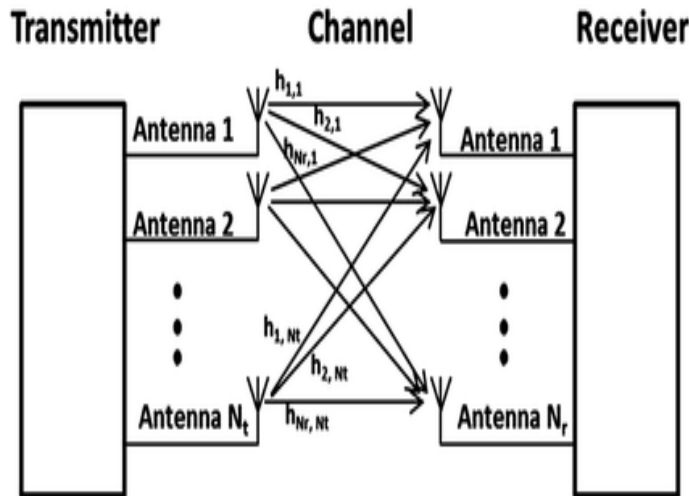 Transmitter Channel Receiver
h1,1
h2,1
Antenna 1 Antenna 1
hNr,1
Antenna 2 Antenna 2
h1, Nt
h2, Nt
Antenna Nt Antenna Nr
hNr, Nt